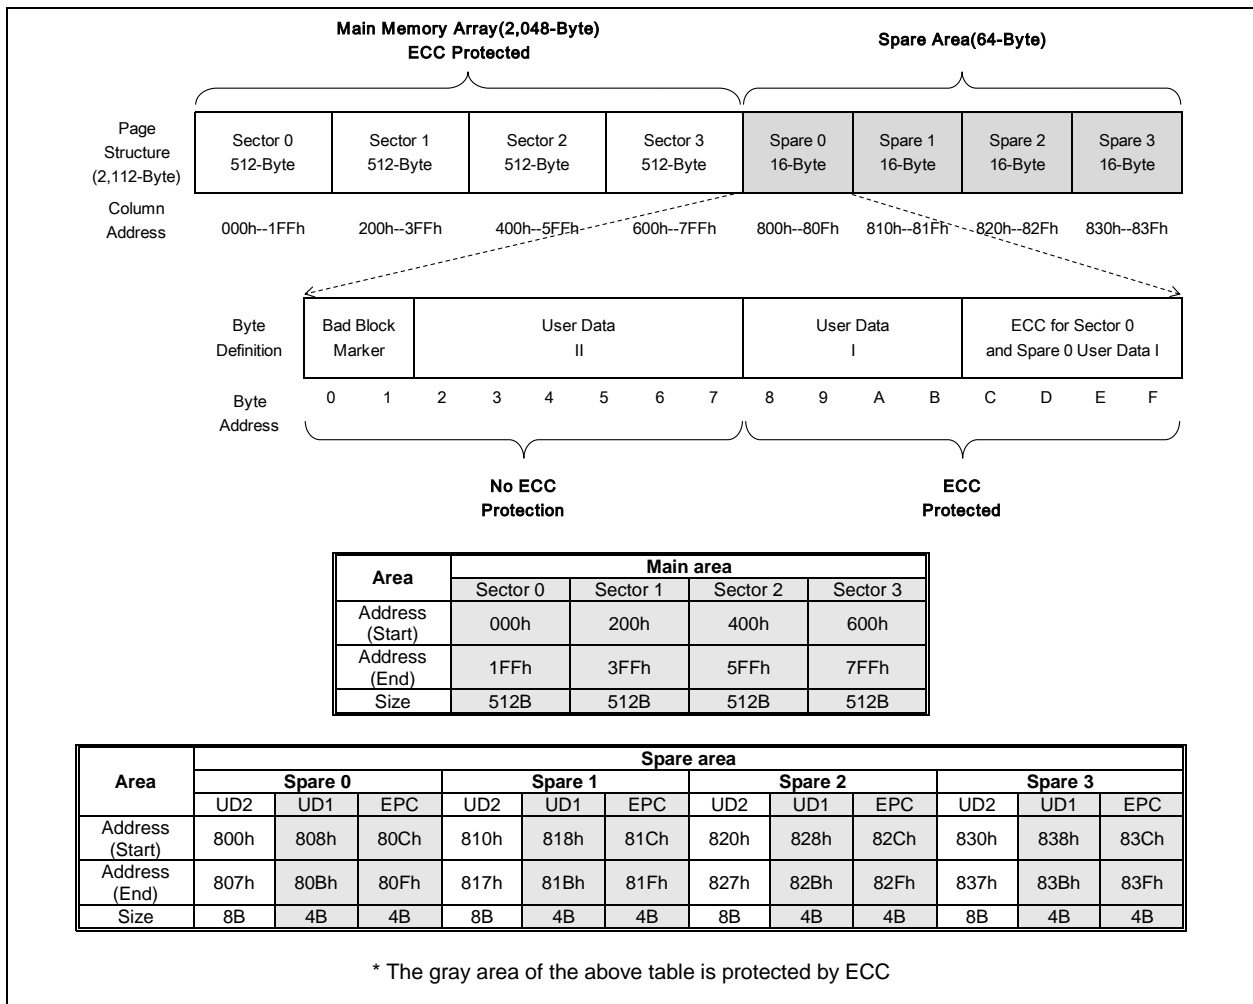 Main Memory Array(2,048-Byte)
ECC Protected
Spare Area(64-Byte)
Page
Structure
(2,112-Byte)
Sector 0
512-Byte
Sector 1
512-Byte
Sector 2
512-Byte
Sector 3
512-Byte
Spare 0
16-Byte
Spare 1
16-Byte
Spare 2
16-Byte
Spare 3
16-Byte
Column
Address
000h--1FFh
200h--3FFh
400h--5FFh
600h--7FFh
800h--80Fh
810h--81Fh
820h--82Fh
830h--83Fh
Byte
Definition
Bad Block
Marker
User Data
II
User Data
I
ECC for Sector 0
and Spare 0 User Data I
Byte
Address
0 1 2 3 4 5 6 7 8 9 A B C D E F
No ECC
Protection
ECC
Protected
Area
Main area
Sector 0 Sector 1 Sector 2 Sector 3
Address
(Start)
000h 200h 400h 600h
Address
(End)
1FFh 3FFh 5FFh 7FFh
Size 512B 512B 512B 512B
Area
Spare area
Spare 0 Spare 1 Spare 2 Spare 3
UD2 UD1 EPC UD2 UD1 EPC UD2 UD1 EPC UD2 UD1 EPC
Address
(Start)
800h 808h 80Ch 810h 818h 81Ch 820h 828h 82Ch 830h 838h 83Ch
Address
(End)
807h 80Bh 80Fh 817h 81Bh 81Fh 827h 82Bh 82Fh 837h 83Bh 83Fh
Size 8B 4B 4B 8B 4B 4B 8B 4B 4B 8B 4B 4B
* The gray area of the above table is protected by ECC